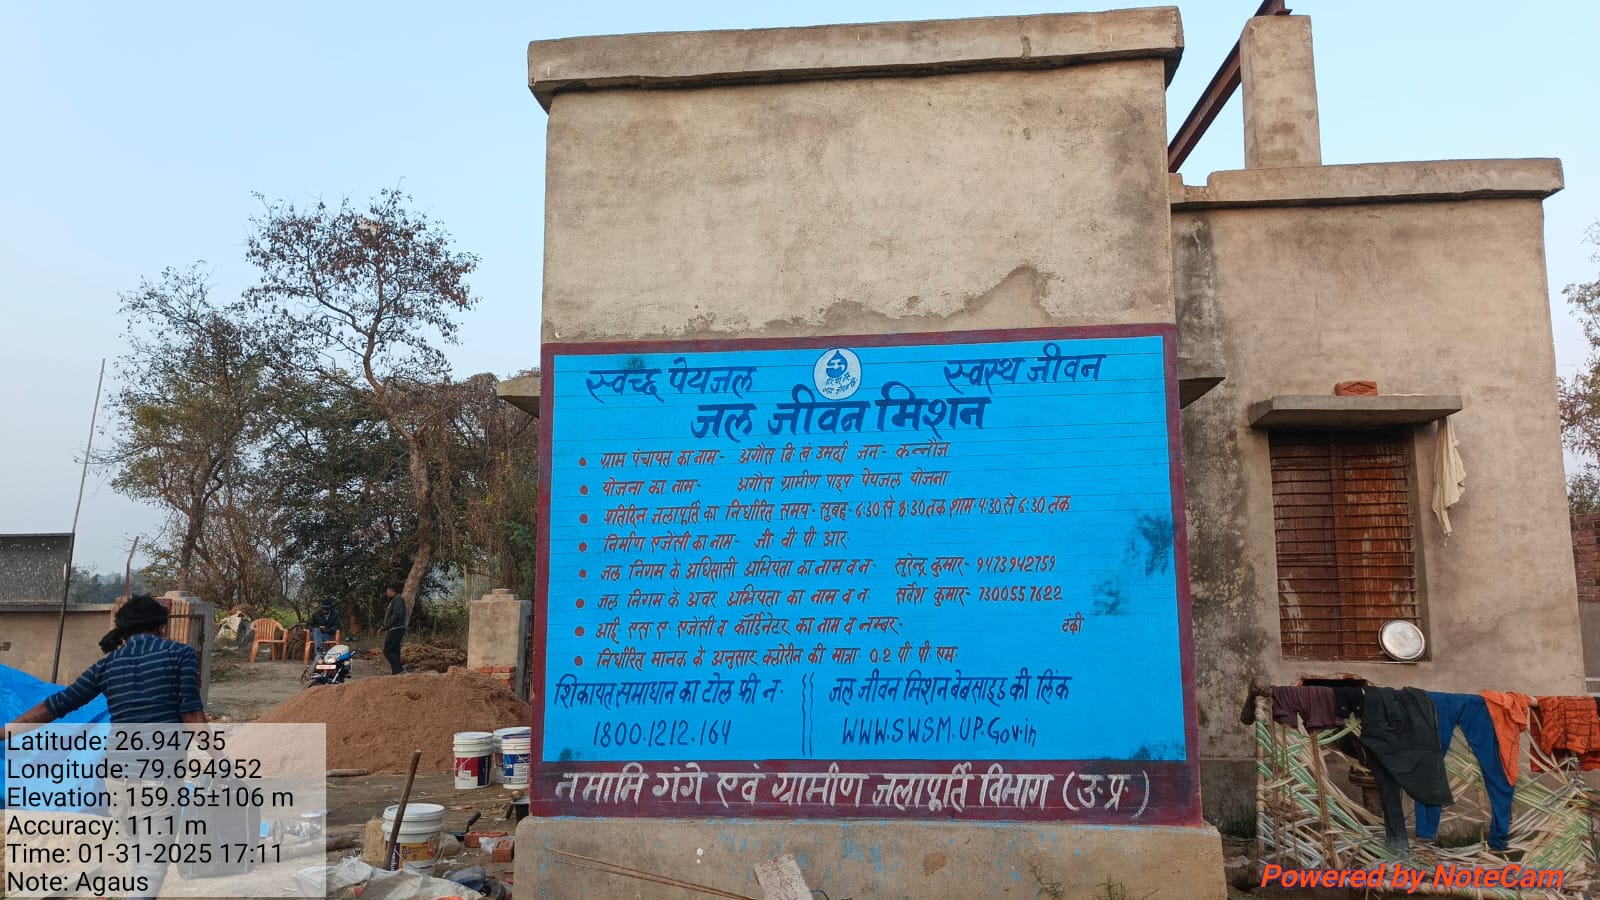 स्वच्छ पेयजल स्वस्थ जीवन
जल जीवन मिशन
ग्राम पंचायत का नाम- अगौस वि. खं उमर्दा जन- कन्नौज
योजना का नाम- अगौस ग्रामीण पाइप पेयजल योजना
प्रतिदिन जलापूर्ति का निर्धारित समय- सुबह- 6:30 से 8:30 तक शाम 4:30 से 6:30 तक
निर्माण एजेंसी का नाम- जी. वी पी आर
जल निगम के अधिसासी अभियंता का नाम व नं. सुरेन्द्र कुमार- 9473942759
जल निगम के अवर अभियंता का नाम व न. सर्वेश कुमार- 7300557622
आई एस. ए. एजेंसी व कॉर्डिनेटर का नाम व नम्बर-
निर्धारित मानक के अनुसार क्लोरीन की मात्रा 0.2 पी पी एम
शिकायत समाधान का टोल फ्री न.
1800.1212.164
जल जीवन मिशन बेबसाइड की लिंक
WWW.SWSM.UP.Gov.in
नमामि गंगे एवं ग्रामीण जलापूर्ति विभाग (उ.प्र.)
Latitude: 26.94735
Longitude: 79.694952
Elevation: 159.85±106 m
Accuracy: 11.1 m
Time: 01-31-2025 17:11
Note: Agaus
Powered by NoteCam